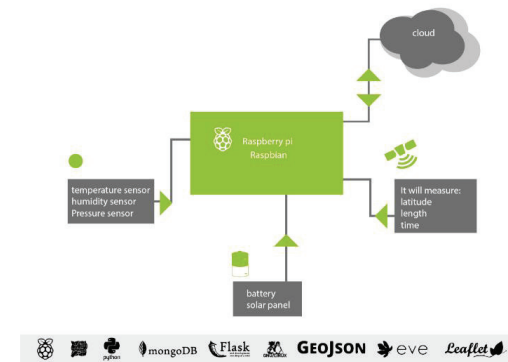 cloud
Raspberry pi
Raspbian
temperature sensor
humidity sensor
Pressure sensor
It will measure:
latitude
length
time
battery
solar panel
python mongoDB Flask GEOJSON eve Leaflet